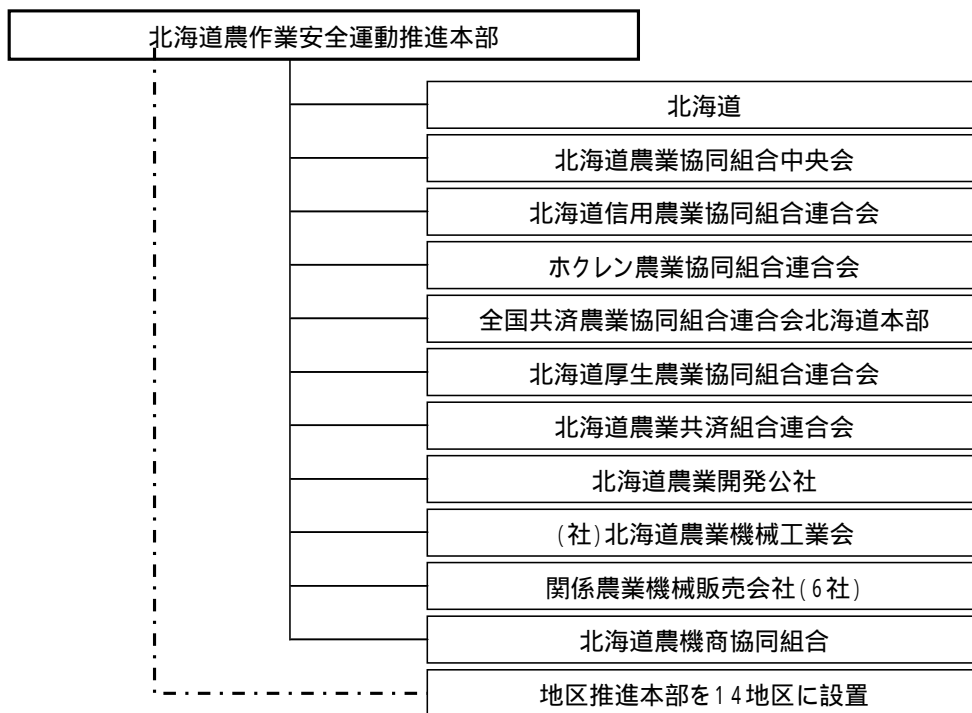 北海道農作業安全運動推進本部
北海道
北海道農業協同組合中央会
北海道信用農業協同組合連合会
ホクレン農業協同組合連合会
全国共済農業協同組合連合会北海道本部
北海道厚生農業協同組合連合会
北海道農業共済組合連合会
北海道農業開発公社
(社)北海道農業機械工業会
関係農業機械販売会社(6社)
北海道農機商協同組合
地区推進本部を14地区に設置